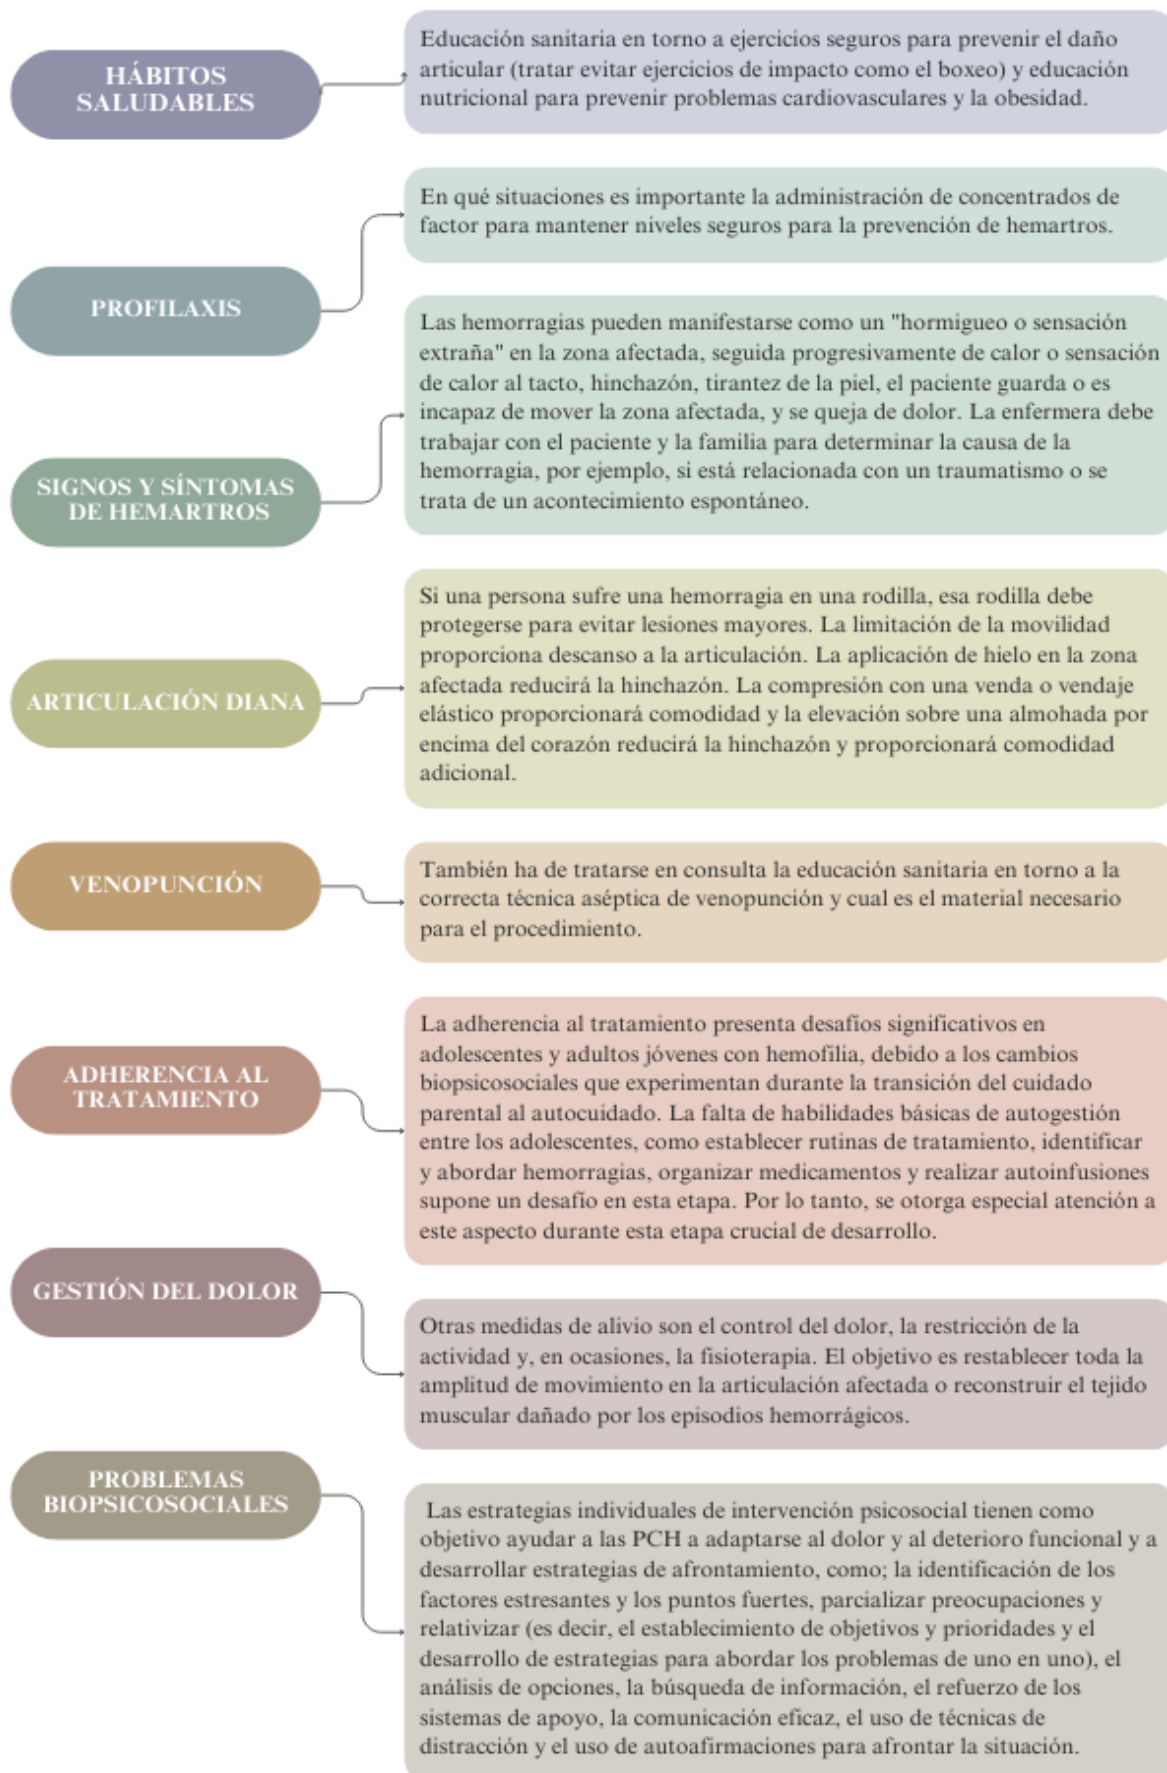 HÁBITOS
SALUDABLES
Educación sanitaria en torno a ejercicios seguros para prevenir el daño
articular (tratar evitar ejercicios de impacto como el boxeo) y educación
nutricional para prevenir problemas cardiovasculares y la obesidad.
PROFILAXIS
En qué situaciones es importante la administración de concentrados de
factor para mantener niveles seguros para la prevención de hemartros.
SIGNOS Y SÍNTOMAS
DE HEMARTROS
Las hemorragias pueden manifestarse como un "hormigueo o sensación
extraña" en la zona afectada, seguida progresivamente de calor o sensación
de calor al tacto, hinchazón, tirantez de la piel, el paciente guarda o es
incapaz de mover la zona afectada, y se queja de dolor. La enfermera debe
trabajar con el paciente y la familia para determinar la causa de la
hemorragia, por ejemplo, si está relacionada con un traumatismo o se
trata de un acontecimiento espontáneo.
ARTICULACIÓN DIANA
Si una persona sufre una hemorragia en una rodilla, esa rodilla debe
protegerse para evitar lesiones mayores. La limitación de la movilidad
proporciona descanso a la articulación. La aplicación de hielo en la zona
afectada reducirá la hinchazón. La compresión con una venda o vendaje
elástico proporcionará comodidad y la elevación sobre una almohada por
encima del corazón reducirá la hinchazón y proporcionará comodidad
adicional.
VENOPUNCIÓN
También ha de tratarse en consulta la educación sanitaria en torno a la
correcta técnica aséptica de venopunción y cual es el material necesario
para el procedimiento.
ADHERENCIA AL
TRATAMIENTO
La adherencia al tratamiento presenta desafíos significativos en
adolescentes y adultos jóvenes con hemofilia, debido a los cambios
biopsicosociales que experimentan durante la transición del cuidado
parental al autocuidado. La falta de habilidades básicas de autogestión
entre los adolescentes, como establecer rutinas de tratamiento, identificar
y abordar hemorragias, organizar medicamentos y realizar autoinfusiones
supone un desafío en esta etapa. Por lo tanto, se otorga especial atención a
este aspecto durante esta etapa crucial de desarrollo.
GESTIÓN DEL DOLOR
Otras medidas de alivio son el control del dolor, la restricción de la
actividad y, en ocasiones, la fisioterapia. El objetivo es restablecer toda la
amplitud de movimiento en la articulación afectada o reconstruir el tejido
muscular dañado por los episodios hemorrágicos.
PROBLEMAS
BIOPSICOSOCIALES
Las estrategias individuales de intervención psicosocial tienen como
objetivo ayudar a las PCH a adaptarse al dolor y al deterioro funcional y a
desarrollar estrategias de afrontamiento, como; la identificación de los
factores estresantes y los puntos fuertes, parcializar preocupaciones y
relativizar (es decir, el establecimiento de objetivos y prioridades y el
desarrollo de estrategias para abordar los problemas de uno en uno), el
análisis de opciones, la búsqueda de información, el refuerzo de los
sistemas de apoyo, la comunicación eficaz, el uso de técnicas de
distracción y el uso de autoafirmaciones para afrontar la situación.